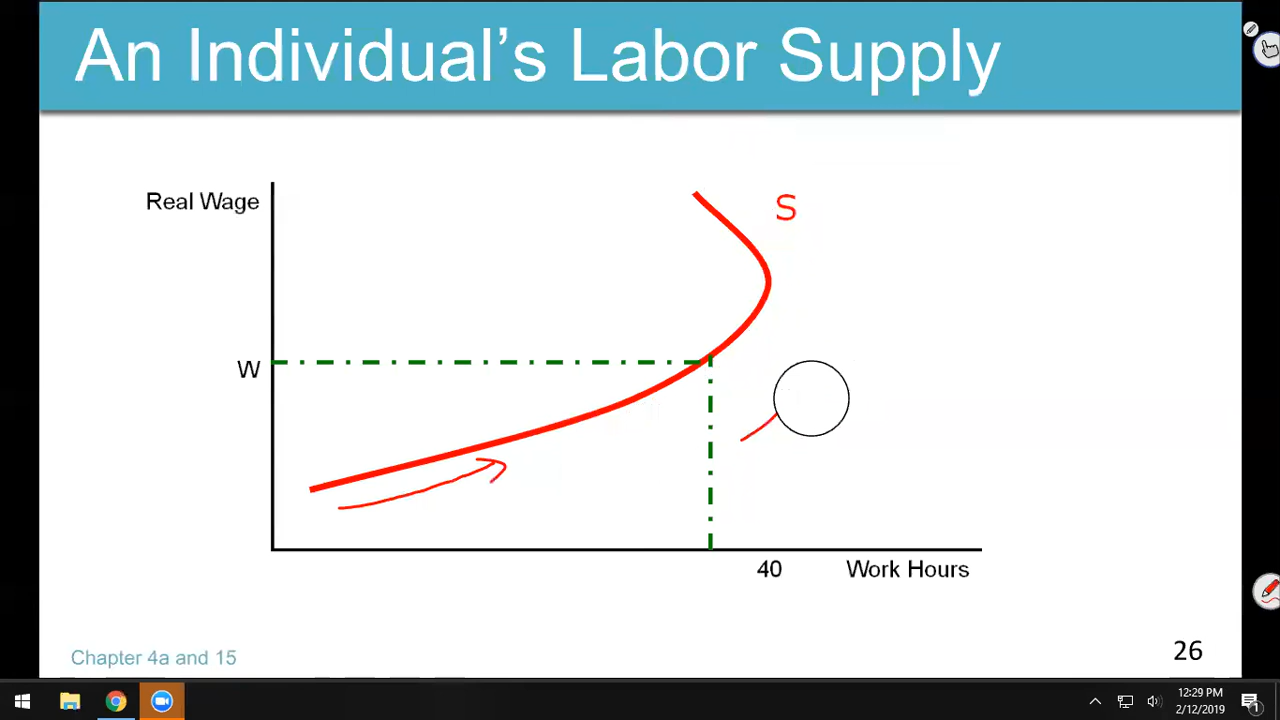 An Individual's Labor Supply
Real Wage
S
W
40 Work Hours
Chapter 4a and 15
26
12:29 PM
2/12/2019
1